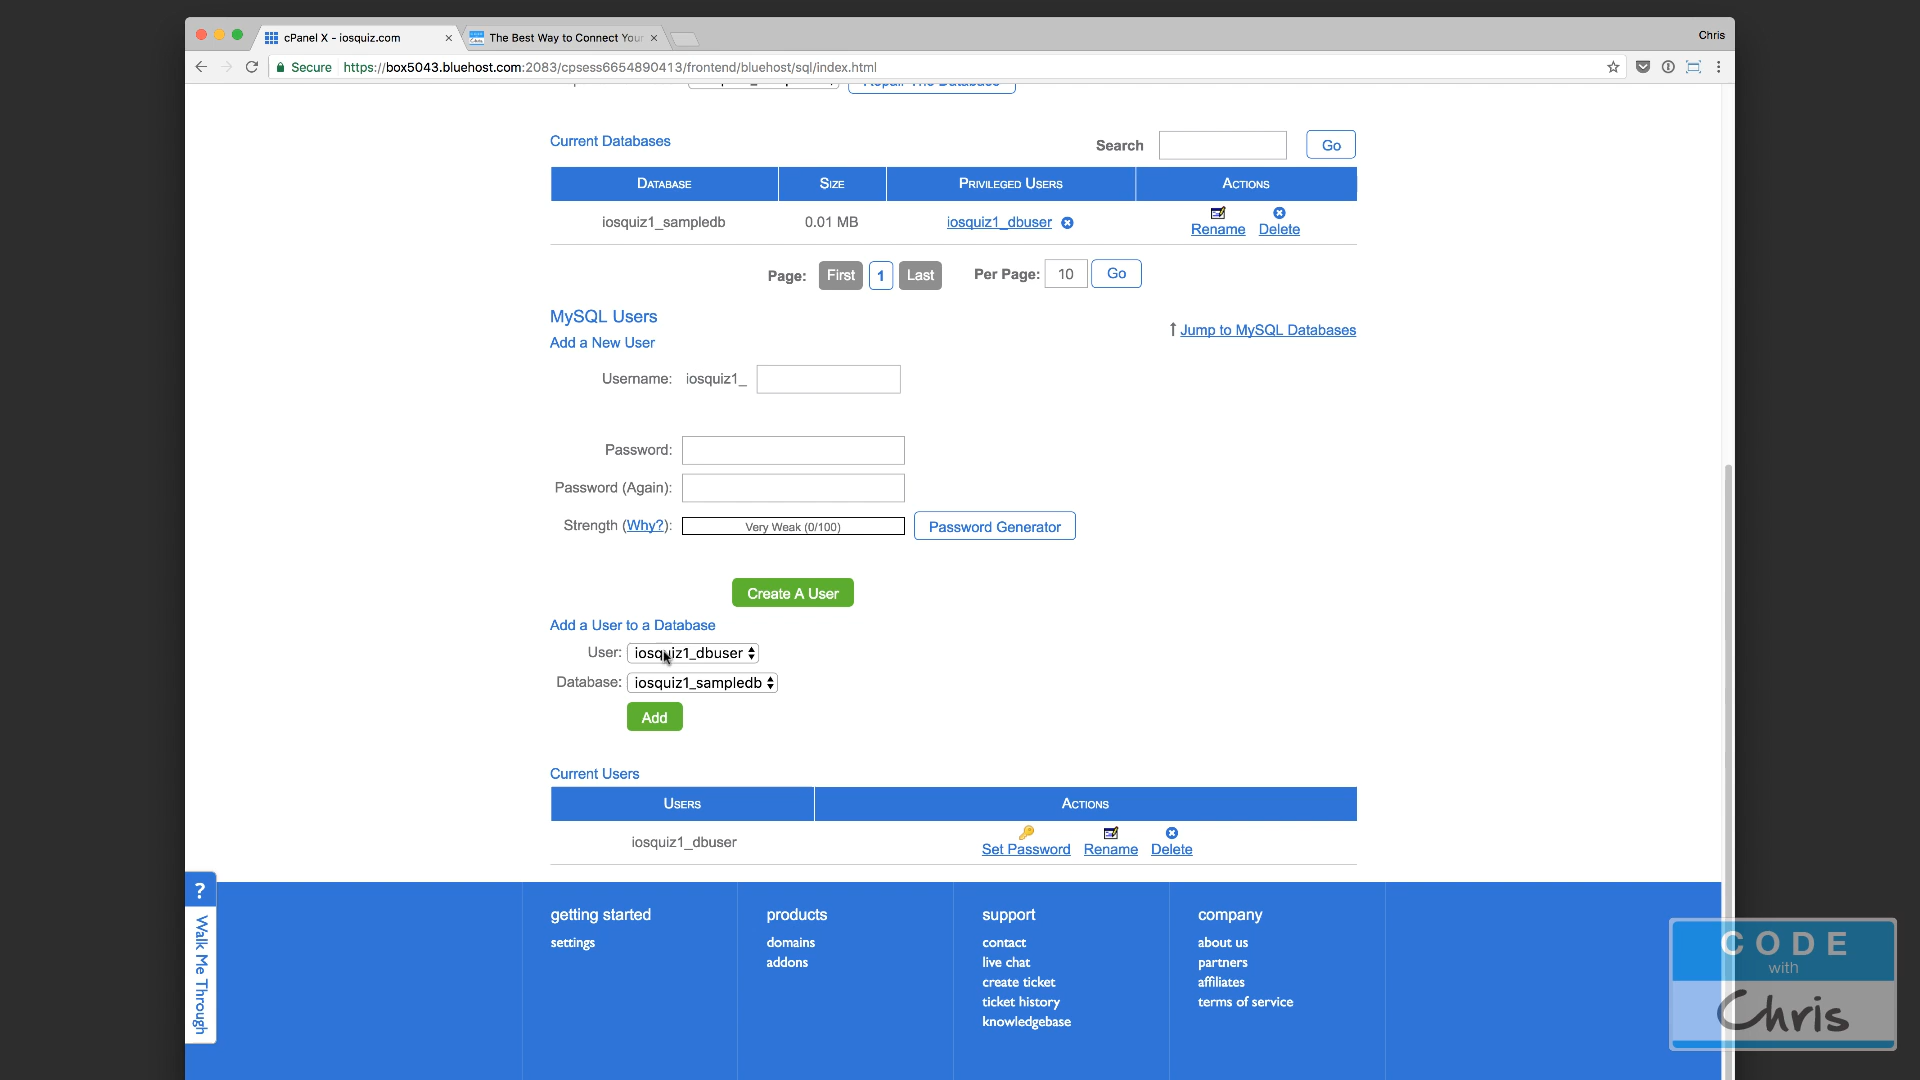 cPanel X - iosquiz.com
The Best Way to Connect Your
Chris
Secure https://box5043.bluehost.com:2083/cpsess6654890413/frontend/bluehost/sql/index.html
Repair The Database
Current Databases
Search
Go
DATABASE SIZE PRIVILEGED USERS ACTIONS
iosquiz1_sampledb 0.01 MB iosquiz1_dbuser Rename Delete
Page: First 1 Last Per Page: 10 Go
MySQL Users
Jump to MySQL Databases
Add a New User
Username: iosquiz1_
Password:
Password (Again):
Strength (Why?): Very Weak (0/100) Password Generator
Create A User
Add a User to a Database
User: iosquiz1_dbuser
Database: iosquiz1_sampledb
Add
Current Users
USERS ACTIONS
iosquiz1_dbuser Set Password Rename Delete
? Walk Me Through
getting started products support company
settings domains contact about us
addons live chat partners
create ticket affiliates
ticket history terms of service
knowledgebase
CODE
with
Chris